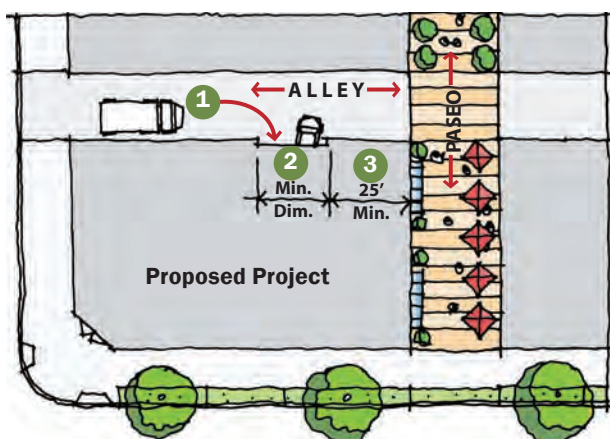 1
ALLEY
PASEO
2
Min.
Dim.
3
25'
Min.
Proposed Project